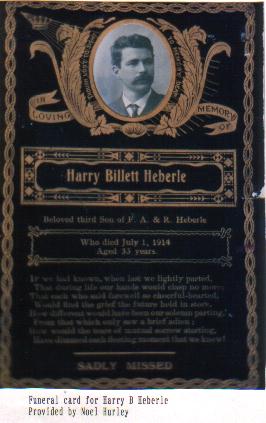 IN
LOVING
MEMORY
OF
Harry Billett Heberle
Beloved third Son of F. A. & R. Heberle
Who died July 1, 1914
Aged 35 years.
If we had known, when last we lightly parted,
That during life our hands would clasp no more;
That each who said farewell so cheerful-hearted,
Would find the grief the future held in store,
How different would have been our solemn parting,
From that which only saw a brief adieu;
How would the tears of mutual sorrow starting,
Have dimmed each fleeting moment that we knew!
SADLY MISSED
Funeral card for Harry B Heberle
Provided by Noel Hurley